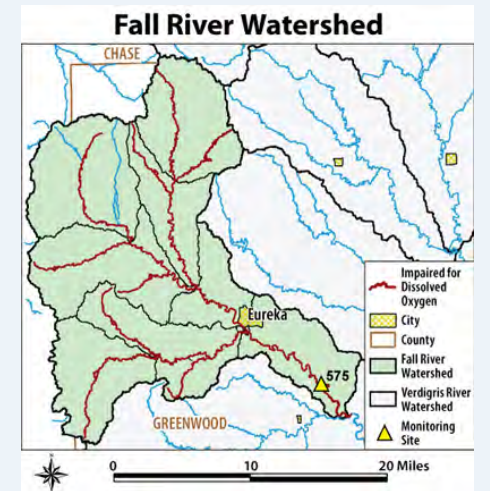 Fall River Watershed
CHASE
Impaired for
Dissolved
Oxygen
City
County
Fall River
Watershed
Verdigris River
Watershed
Monitoring
Site
Eureka
575
GREENWOOD
0 10 20 Miles